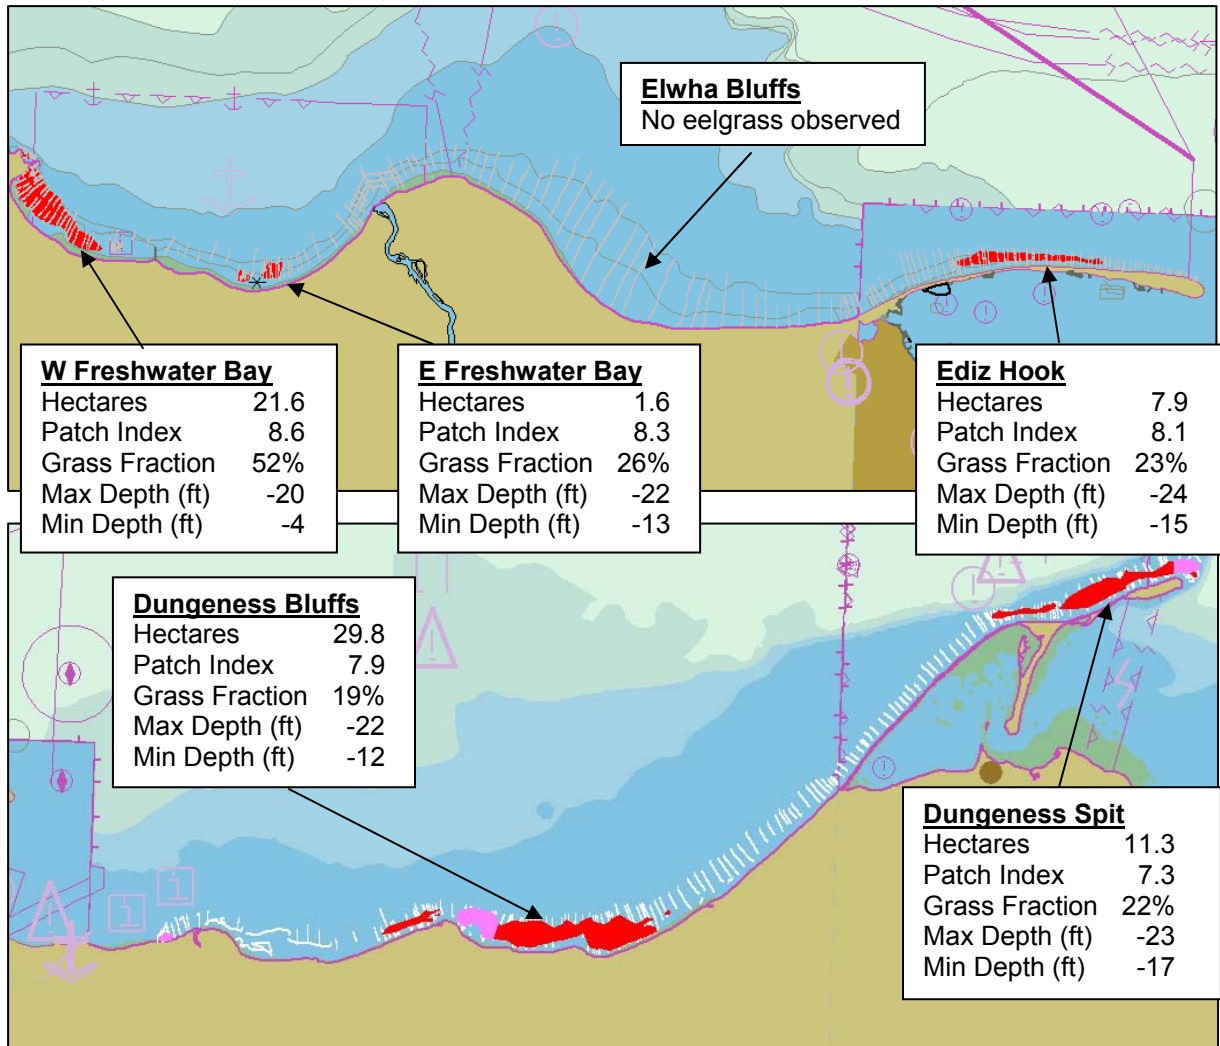 Elwha Bluffs
No eelgrass observed
W Freshwater Bay
Hectares 21.6
Patch Index 8.6
Grass Fraction 52%
Max Depth (ft) -20
Min Depth (ft) -4
E Freshwater Bay
Hectares 1.6
Patch Index 8.3
Grass Fraction 26%
Max Depth (ft) -22
Min Depth (ft) -13
Ediz Hook
Hectares 7.9
Patch Index 8.1
Grass Fraction 23%
Max Depth (ft) -24
Min Depth (ft) -15
Dungeness Bluffs
Hectares 29.8
Patch Index 7.9
Grass Fraction 19%
Max Depth (ft) -22
Min Depth (ft) -12
Dungeness Spit
Hectares 11.3
Patch Index 7.3
Grass Fraction 22%
Max Depth (ft) -23
Min Depth (ft) -17